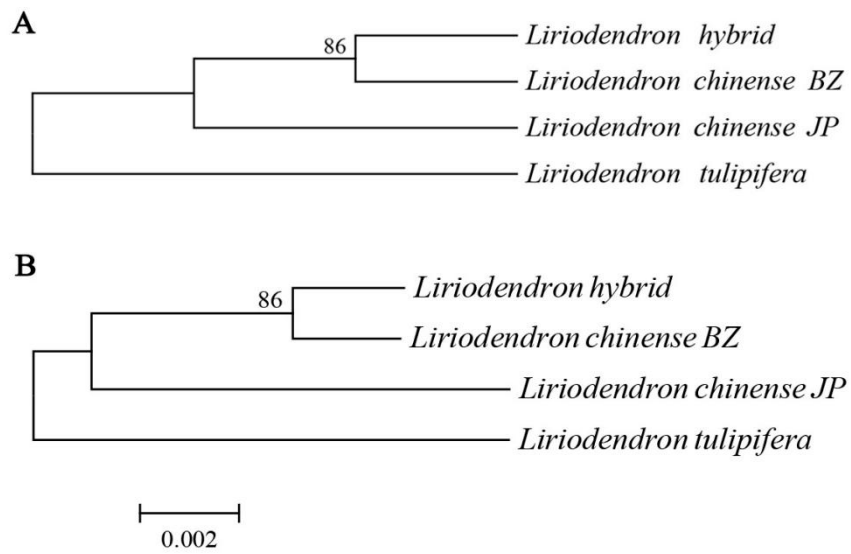 A
86
Liriodendron hybrid
Liriodendron chinense BZ
Liriodendron chinense JP
Liriodendron tulipifera
B
86
Liriodendron hybrid
Liriodendron chinense BZ
Liriodendron chinense JP
Liriodendron tulipifera
0.002